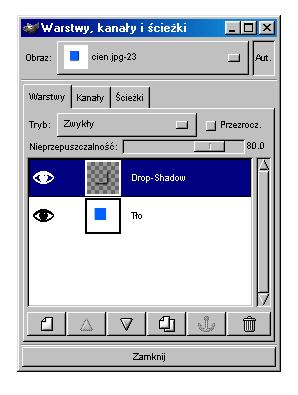 Warstwy, kanały i ścieżki
Obraz: cien.jpg-23 Aut.
Warstwy Kanały Ścieżki
Tryb: Zwykły Przezrocz.
Nieprzepuszczalność: 80.0
Drop-Shadow
Tło
Zamknij